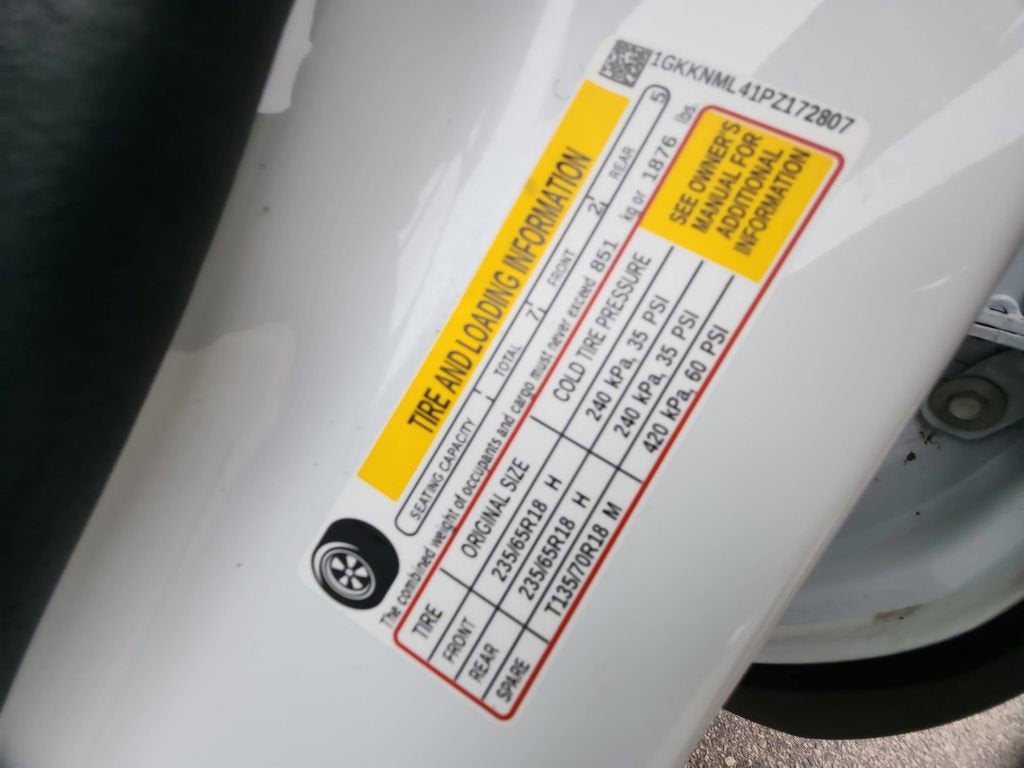 1GKKNML41PZ172807
TIRE AND LOADING INFORMATION
SEATING CAPACITY TOTAL 7 FRONT 2 REAR 5
The combined weight of occupants and cargo must never exceed 851 kg or 1876 lbs.
TIRE ORIGINAL SIZE COLD TIRE PRESSURE
FRONT 235/65R18 H 240 kPa, 35 PSI
REAR 235/65R18 H 240 kPa, 35 PSI
SPARE T135/70R18 M 420 kPa, 60 PSI
SEE OWNER'S
MANUAL FOR
ADDITIONAL
INFORMATION